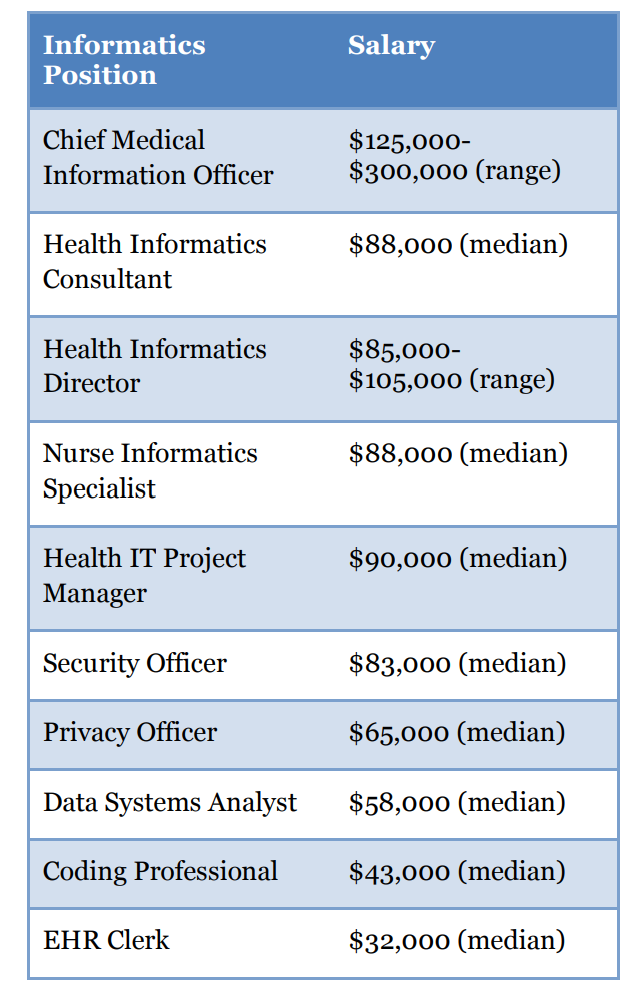 Informatics
Position
Salary
Chief Medical
Information Officer
$125,000-
$300,000 (range)
Health Informatics
Consultant
$88,000 (median)
Health Informatics
Director
$85,000-
$105,000 (range)
Nurse Informatics
Specialist
$88,000 (median)
Health IT Project
Manager
$90,000 (median)
Security Officer
$83,000 (median)
Privacy Officer
$65,000 (median)
Data Systems Analyst
$58,000 (median)
Coding Professional
$43,000 (median)
EHR Clerk
$32,000 (median)